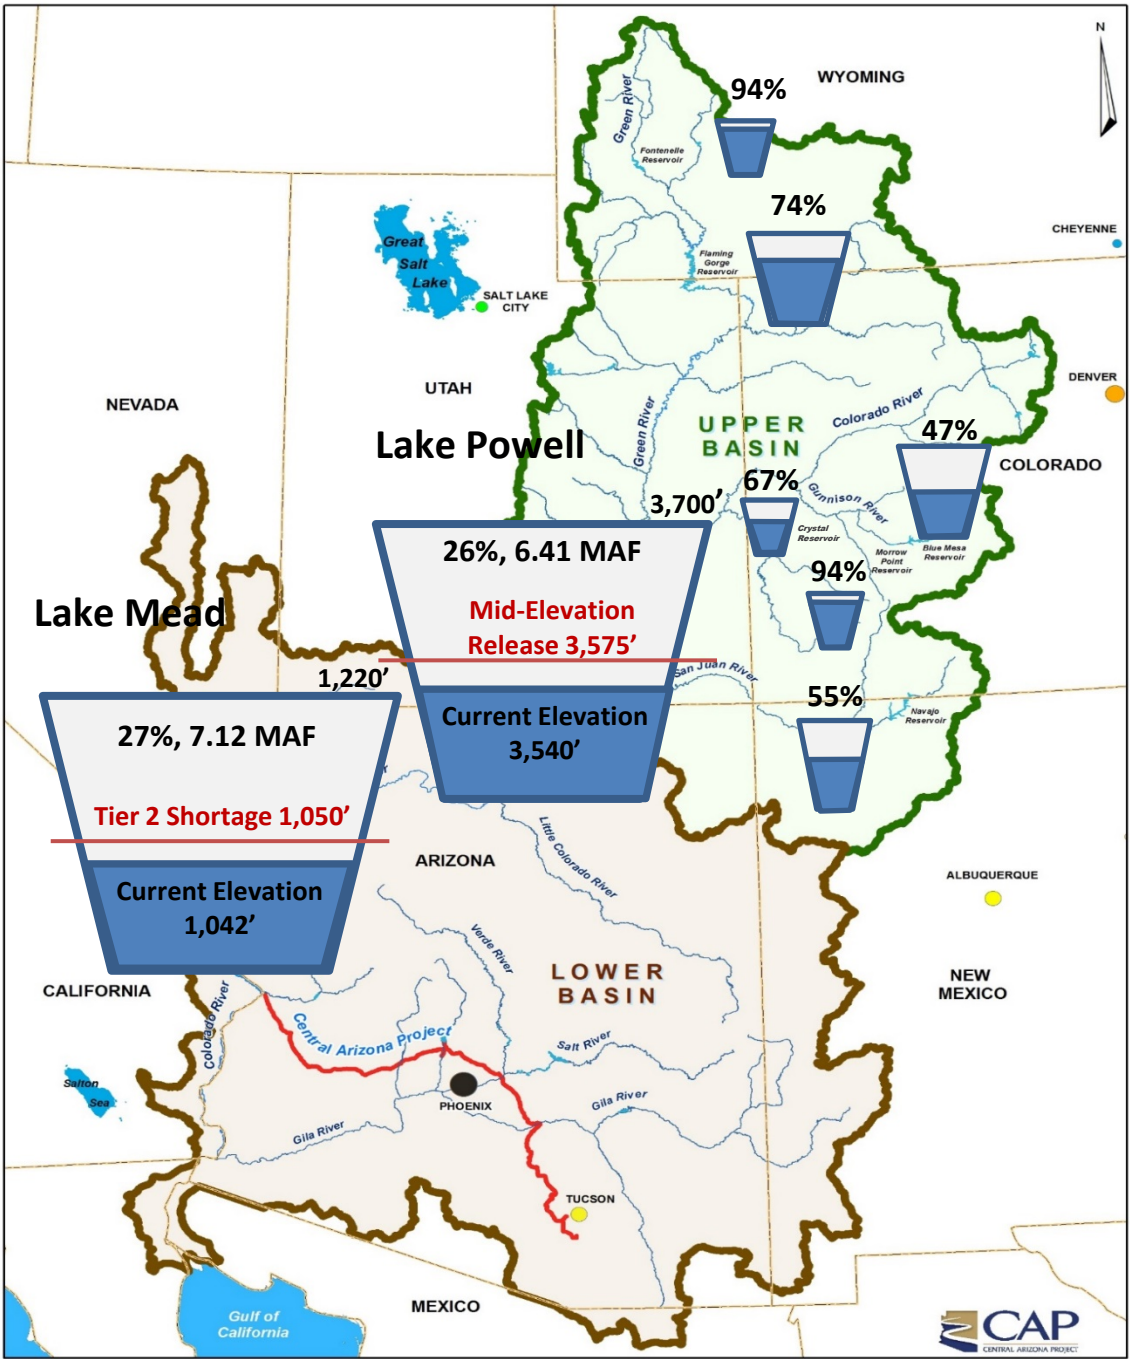 N
WYOMING
94%
Green River
Fontenelle
Reservoir
74%
CHEYENNE
Great
Salt
Lake
Flaming
Gorge
Reservoir
SALT LAKE
CITY
DENVER
UTAH
NEVADA
Green River
Colorado River
UPPER
BASIN
47%
COLORADO
Lake Powell
67%
3,700’
Gunnison River
Crystal
Reservoir
Morrow
Point
Reservoir
Blue Mesa
Reservoir
26%, 6.41 MAF
Mid-Elevation
Release 3,575’
94%
Lake Mead
San Juan River
1,220’
55%
Navajo
Reservoir
Current Elevation
3,540’
27%, 7.12 MAF
Tier 2 Shortage 1,050’
Little Colorado River
ARIZONA
ALBUQUERQUE
Current Elevation
1,042’
Verde River
LOWER
BASIN
NEW
MEXICO
CALIFORNIA
Colorado River
Central Arizona Project
Salt River
Salton
Sea
PHOENIX
Gila River
Gila River
TUCSON
MEXICO
Gulf of
California
CAP
CENTRAL ARIZONA PROJECT